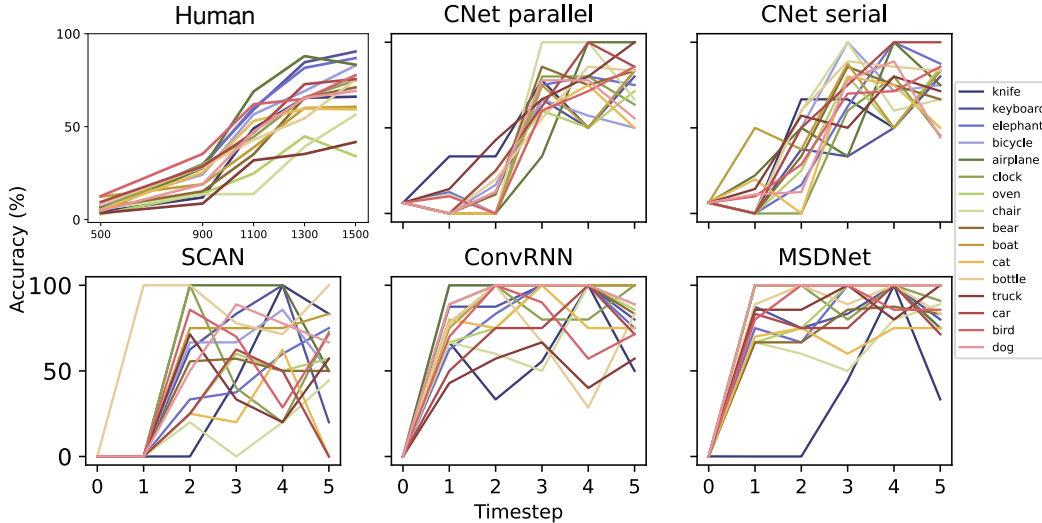 Human
CNet parallel
CNet serial
100
50
0
500
900
1100
1300
1500
Accuracy (%)
SCAN
ConvRNN
MSDNet
100
50
0
0 1 2 3 4 5
0 1 2 3 4 5
0 1 2 3 4 5
Timestep
knife
keyboard
elephant
bicycle
airplane
clock
oven
chair
bear
boat
cat
bottle
truck
car
bird
dog